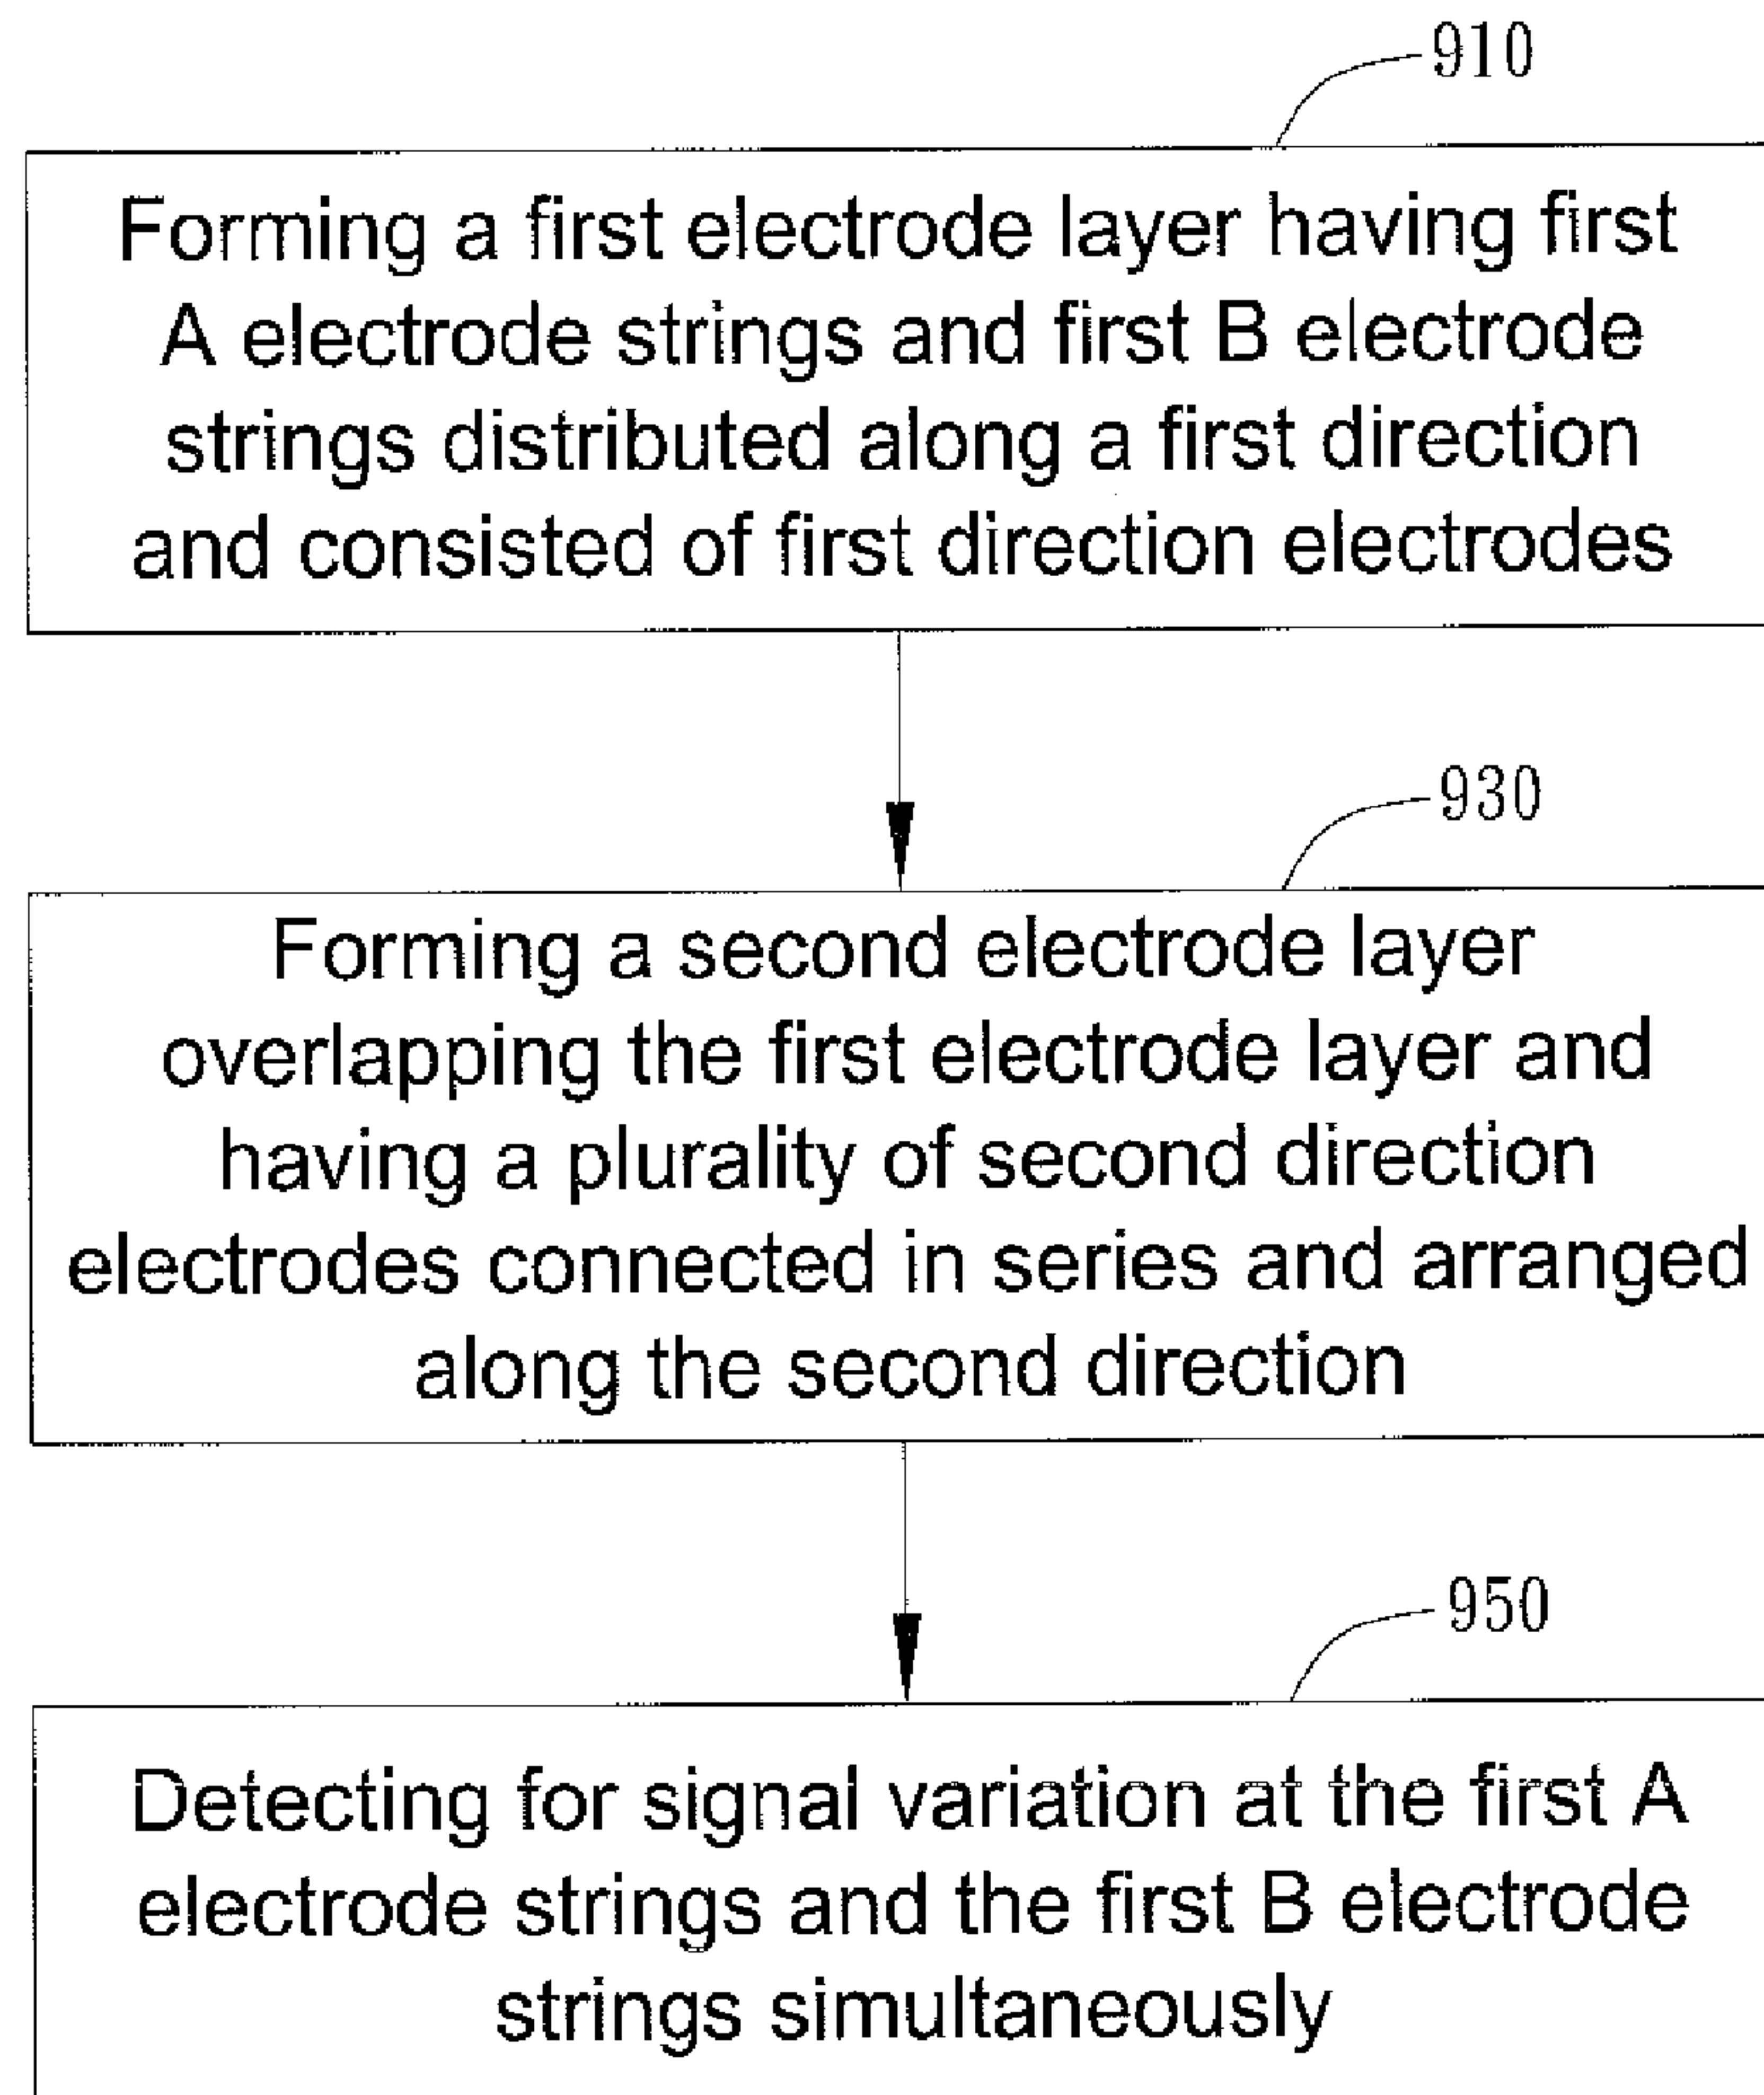 910
Forming a first electrode layer having first
A electrode strings and first B electrode
strings distributed along a first direction
and consisted of first direction electrodes
930
Forming a second electrode layer
overlapping the first electrode layer and
having a plurality of second direction
electrodes connected in series and arranged
along the second direction
950
Detecting for signal variation at the first A
electrode strings and the first B electrode
strings simultaneously